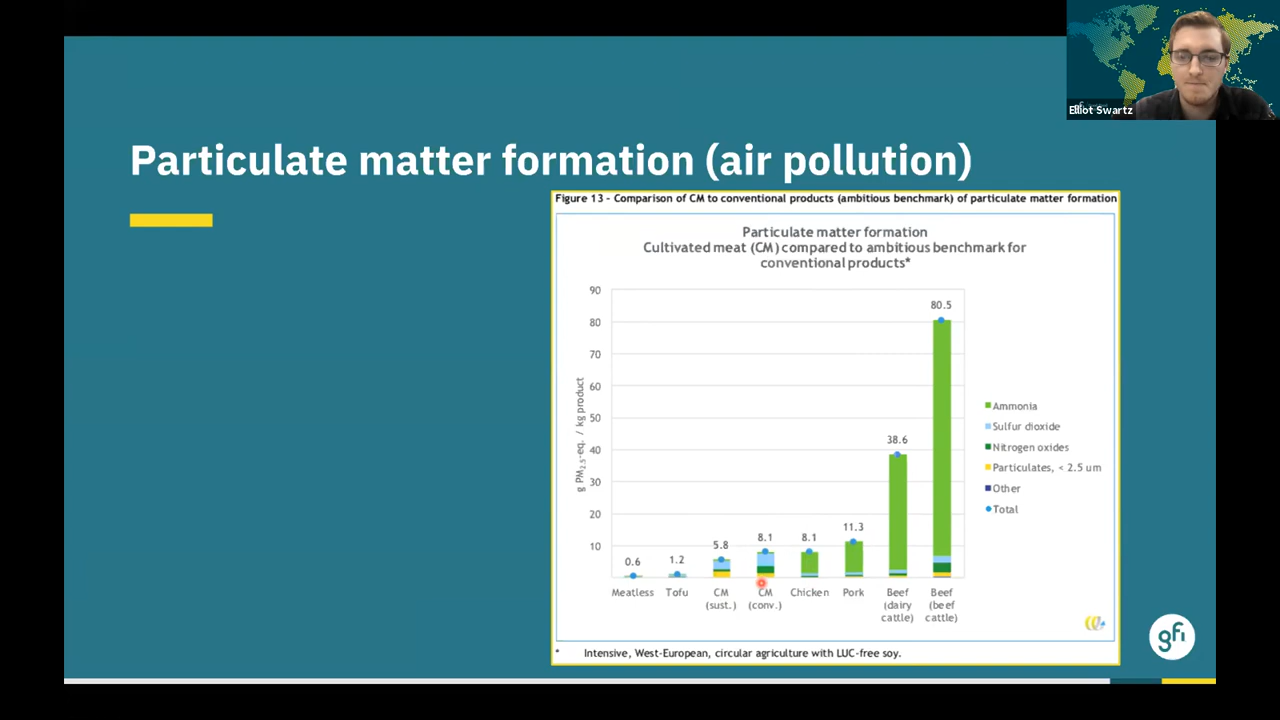 Elliot Swartz
Particulate matter formation (air pollution)
Figure 13 - Comparison of CM to conventional products (ambitious benchmark) of particulate matter formation
Particulate matter formation
Cultivated meat (CM) compared to ambitious benchmark for
conventional products*
g PM2.5-eq. / kg product
90
80
70
60
50
40
30
20
10
0.6
1.2
5.8
8.1
8.1
11.3
38.6
80.5
Meatless
Tofu
CM
(sust.)
CM
(conv.)
Chicken
Pork
Beef
(dairy
cattle)
Beef
(beef
cattle)
Ammonia
Sulfur dioxide
Nitrogen oxides
Particulates, < 2.5 um
Other
Total
* Intensive, West-European, circular agriculture with LUC-free soy.
gfi